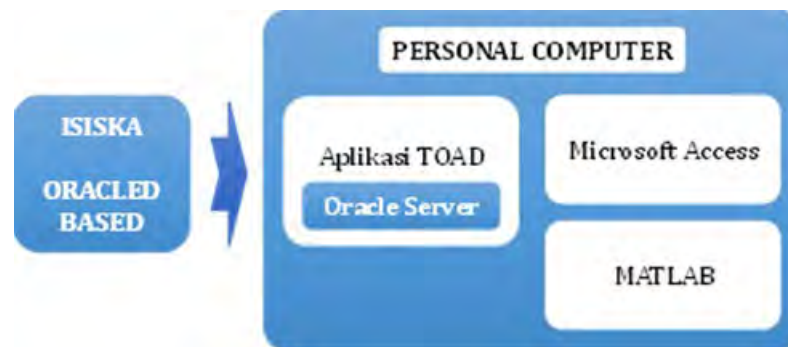 ISISKA
ORACLED
BASED
PERSONAL COMPUTER
Aplikasi TOAD
Oracle Server
Microsoft Access
MATLAB